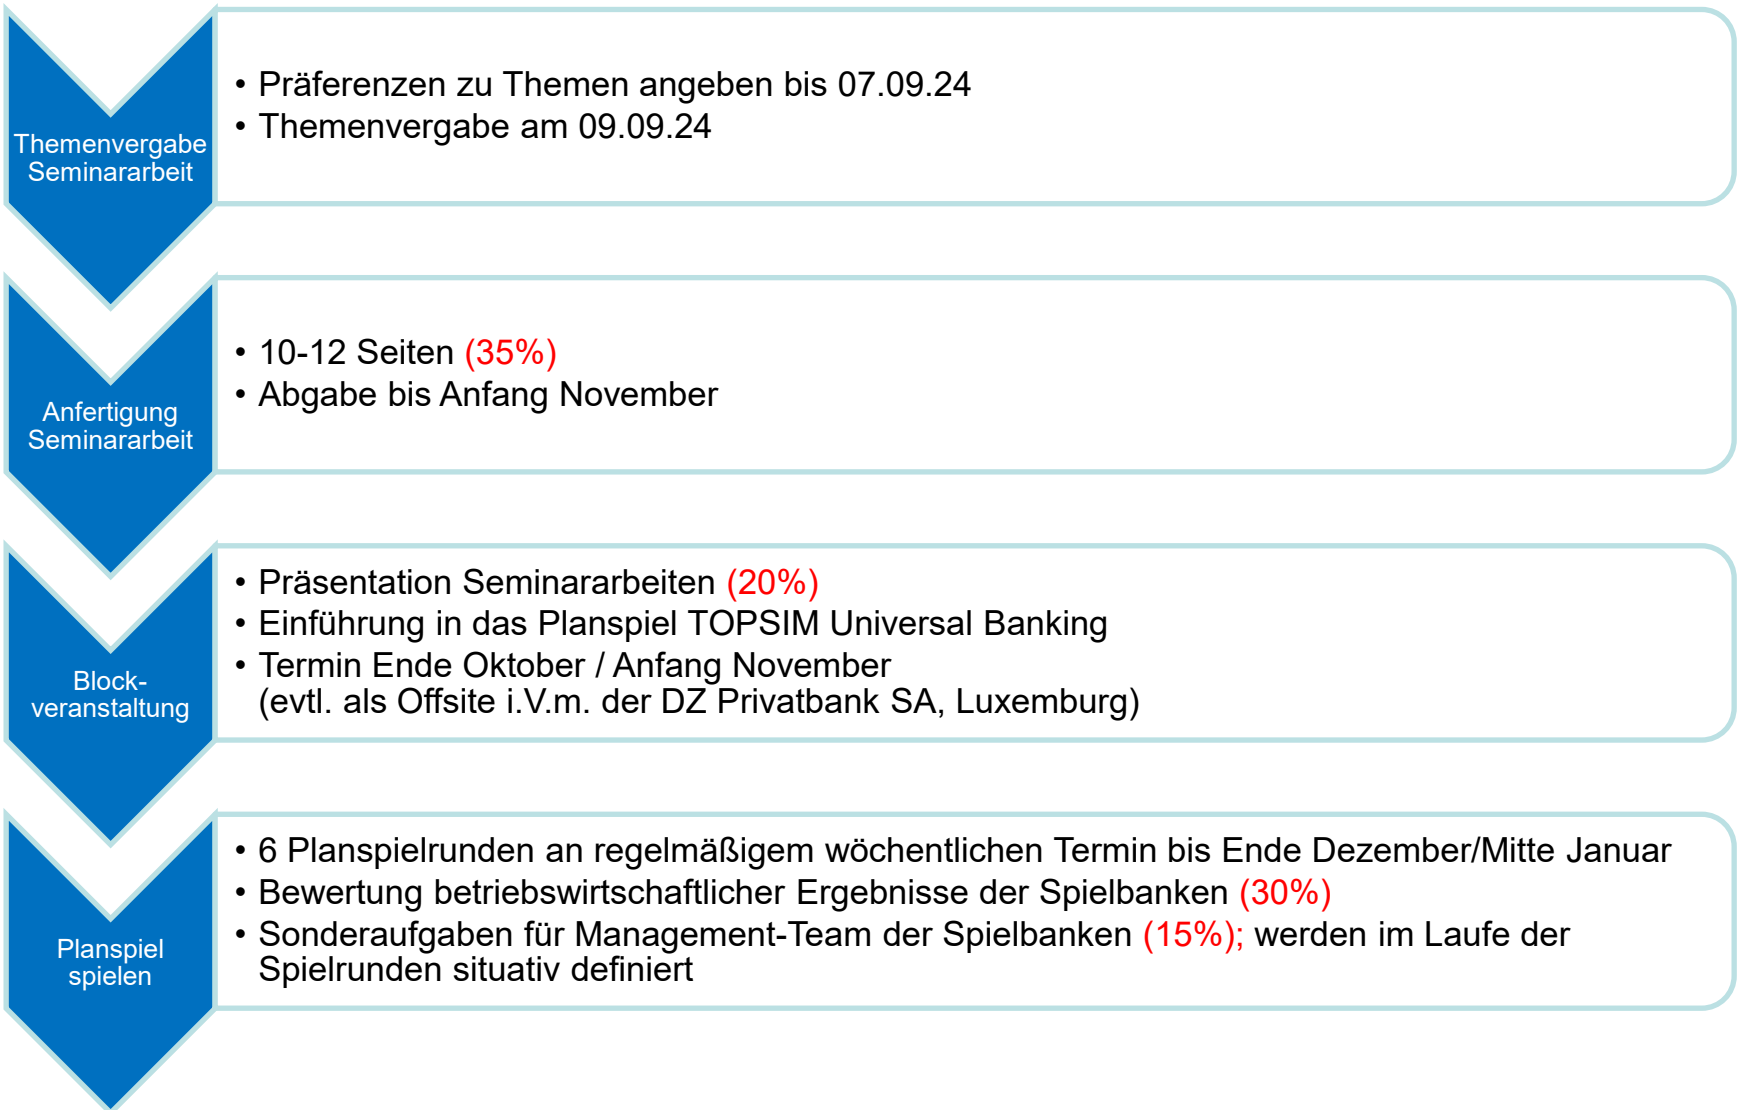 Themenvergabe
Seminararbeit
• Präferenzen zu Themen angeben bis 07.09.24
• Themenvergabe am 09.09.24
Anfertigung
Seminararbeit
• 10-12 Seiten (35%)
• Abgabe bis Anfang November
Block-
veranstaltung
• Präsentation Seminararbeiten (20%)
• Einführung in das Planspiel TOPSIM Universal Banking
• Termin Ende Oktober / Anfang November
(evtl. als Offsite i.V.m. der DZ Privatbank SA, Luxemburg)
Planspiel
spielen
• 6 Planspielrunden an regelmäßigem wöchentlichen Termin bis Ende Dezember/Mitte Januar
• Bewertung betriebswirtschaftlicher Ergebnisse der Spielbanken (30%)
• Sonderaufgaben für Management-Team der Spielbanken (15%); werden im Laufe der
Spielrunden situativ definiert